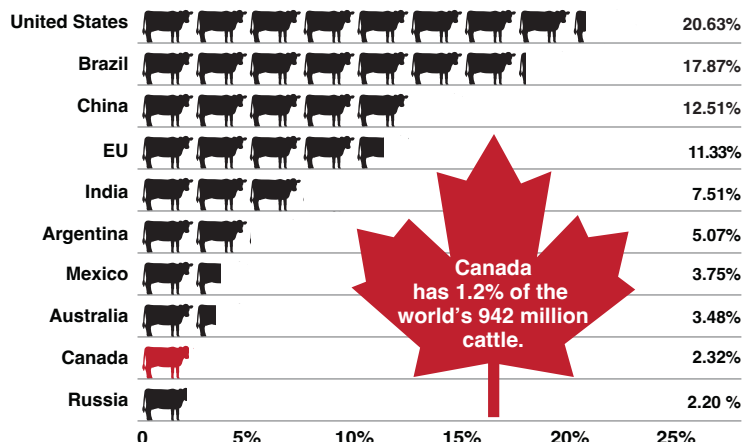 United States 20.63%
Brazil 17.87%
China 12.51%
EU 11.33%
India 7.51%
Argentina 5.07%
Mexico 3.75%
Australia 3.48%
Canada 2.32%
Russia 2.20 %
Canada
has 1.2% of the
world's 942 million
cattle.
0 5% 10% 15% 20% 25%